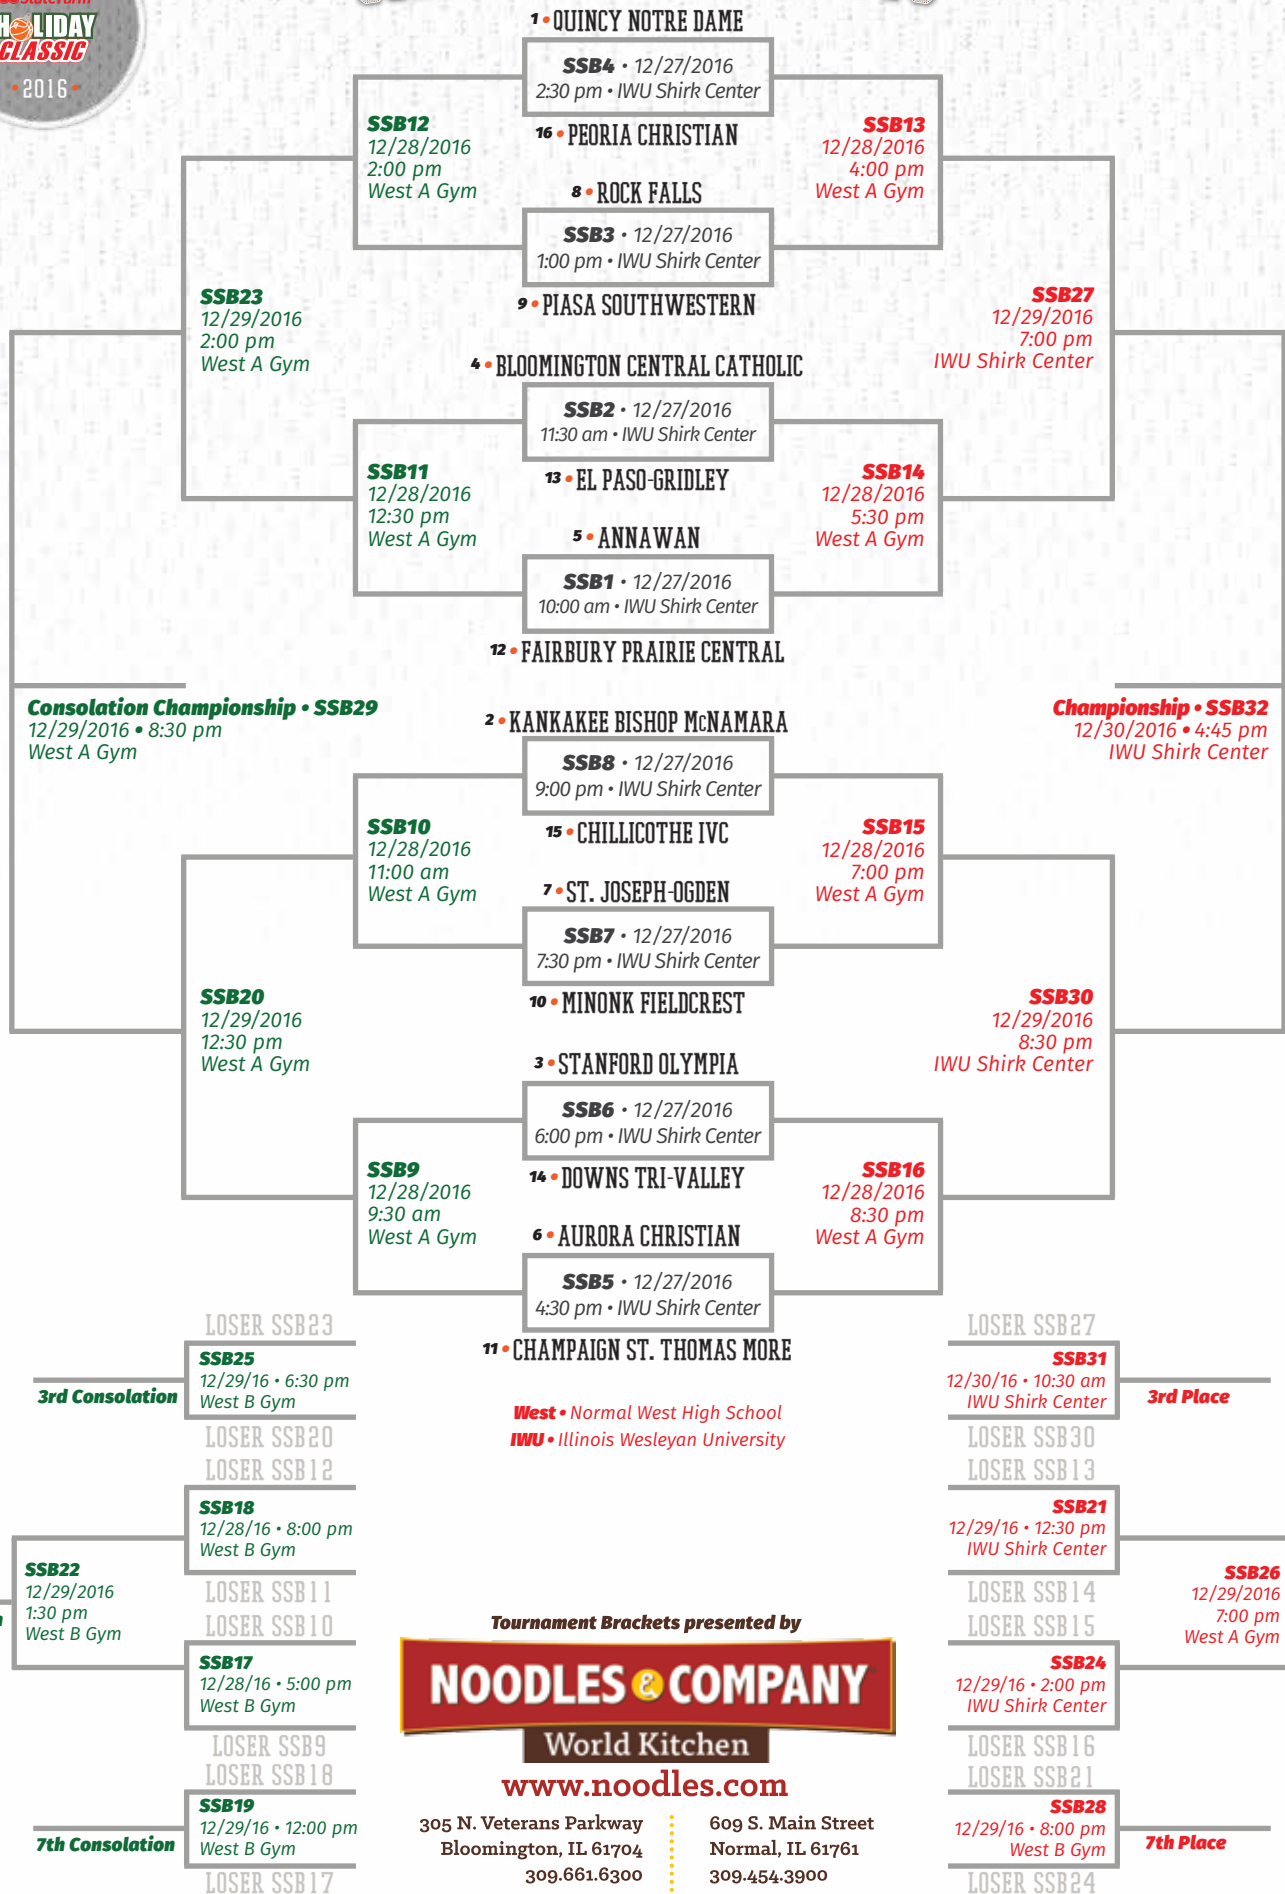 StateFarm
HOLIDAY
CLASSIC
• 2016 •
1 • QUINCY NOTRE DAME
SSB4 • 12/27/2016
2:30 pm • IWU Shirk Center
16 • PEORIA CHRISTIAN
SSB12
12/28/2016
2:00 pm
West A Gym
SSB13
12/28/2016
4:00 pm
West A Gym
8 • ROCK FALLS
SSB3 • 12/27/2016
1:00 pm • IWU Shirk Center
9 • PIASA SOUTHWESTERN
SSB23
12/29/2016
2:00 pm
West A Gym
SSB27
12/29/2016
7:00 pm
IWU Shirk Center
4 • BLOOMINGTON CENTRAL CATHOLIC
SSB2 • 12/27/2016
11:30 am • IWU Shirk Center
13 • EL PASO-GRIDLEY
SSB11
12/28/2016
12:30 pm
West A Gym
SSB14
12/28/2016
5:30 pm
West A Gym
5 • ANNAWAN
SSB1 • 12/27/2016
10:00 am • IWU Shirk Center
12 • FAIRBURY PRAIRIE CENTRAL
Consolation Championship • SSB29
12/29/2016 • 8:30 pm
West A Gym
Championship • SSB32
12/30/2016 • 4:45 pm
IWU Shirk Center
2 • KANKAKEE BISHOP McNAMARA
SSB8 • 12/27/2016
9:00 pm • IWU Shirk Center
15 • CHILLICOTHE IVC
SSB10
12/28/2016
11:00 am
West A Gym
SSB15
12/28/2016
7:00 pm
West A Gym
7 • ST. JOSEPH-OGDEN
SSB7 • 12/27/2016
7:30 pm • IWU Shirk Center
10 • MINONK FIELDCREST
SSB20
12/29/2016
12:30 pm
West A Gym
SSB30
12/29/2016
8:30 pm
IWU Shirk Center
3 • STANFORD OLYMPIA
SSB6 • 12/27/2016
6:00 pm • IWU Shirk Center
14 • DOWNS TRI-VALLEY
SSB9
12/28/2016
9:30 am
West A Gym
SSB16
12/28/2016
8:30 pm
West A Gym
6 • AURORA CHRISTIAN
SSB5 • 12/27/2016
4:30 pm • IWU Shirk Center
11 • CHAMPAIGN ST. THOMAS MORE
LOSER SSB23
SSB25
12/29/16 • 6:30 pm
West B Gym
3rd Consolation
LOSER SSB20
LOSER SSB12
SSB18
12/28/16 • 8:00 pm
West B Gym
LOSER SSB11
SSB22
12/29/2016
1:30 pm
West B Gym
LOSER SSB10
SSB17
12/28/16 • 5:00 pm
West B Gym
LOSER SSB9
LOSER SSB18
SSB19
12/29/16 • 12:00 pm
West B Gym
7th Consolation
LOSER SSB17
West • Normal West High School
IWU • Illinois Wesleyan University
LOSER SSB27
SSB31
12/30/16 • 10:30 am
IWU Shirk Center
3rd Place
LOSER SSB30
LOSER SSB13
SSB21
12/29/16 • 12:30 pm
IWU Shirk Center
LOSER SSB14
SSB26
12/29/2016
7:00 pm
West A Gym
LOSER SSB15
SSB24
12/29/16 • 2:00 pm
IWU Shirk Center
LOSER SSB16
LOSER SSB21
SSB28
12/29/16 • 8:00 pm
West B Gym
7th Place
LOSER SSB24
Tournament Brackets presented by
NOODLES & COMPANY
World Kitchen
www.noodles.com
305 N. Veterans Parkway
Bloomington, IL 61704
309.661.6300
609 S. Main Street
Normal, IL 61761
309.454.3900